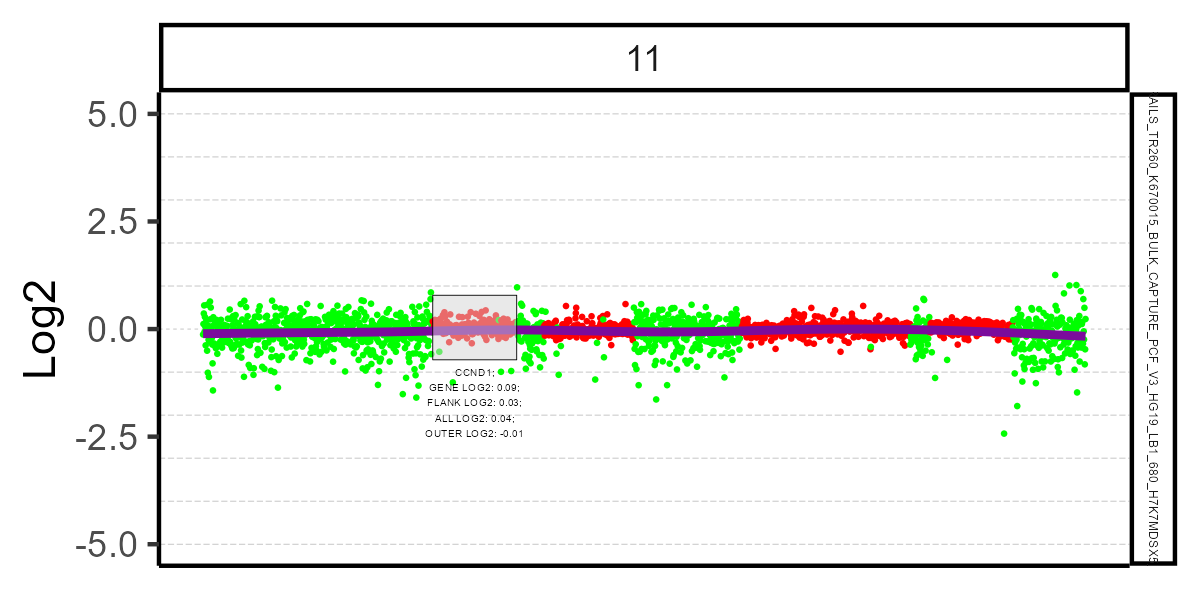 11
5.0
2.5
0.0
-2.5
-5.0
Log2
CCND1;
GENE LOG2: 0.09;
FLANK LOG2: 0.03;
ALL LOG2: 0.04;
OUTER LOG2: -0.01
AILS_TR260_K670015_BULK_CAPTURE_PCF_V3_HG19_LB1_680_H7K7MDSX5